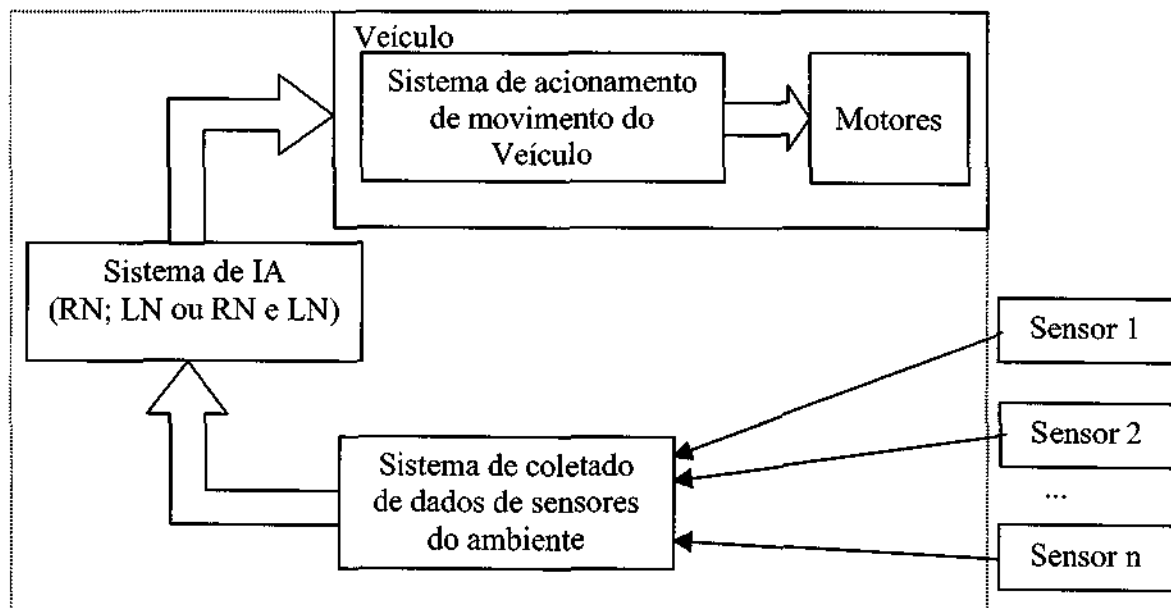 Veículo
Sistema de acionamento
de movimento do
Veículo
Motores
Sistema de IA
(RN; LN ou RN e LN)
Sensor 1
Sensor 2
...
Sensor n
Sistema de coletado
de dados de sensores
do ambiente